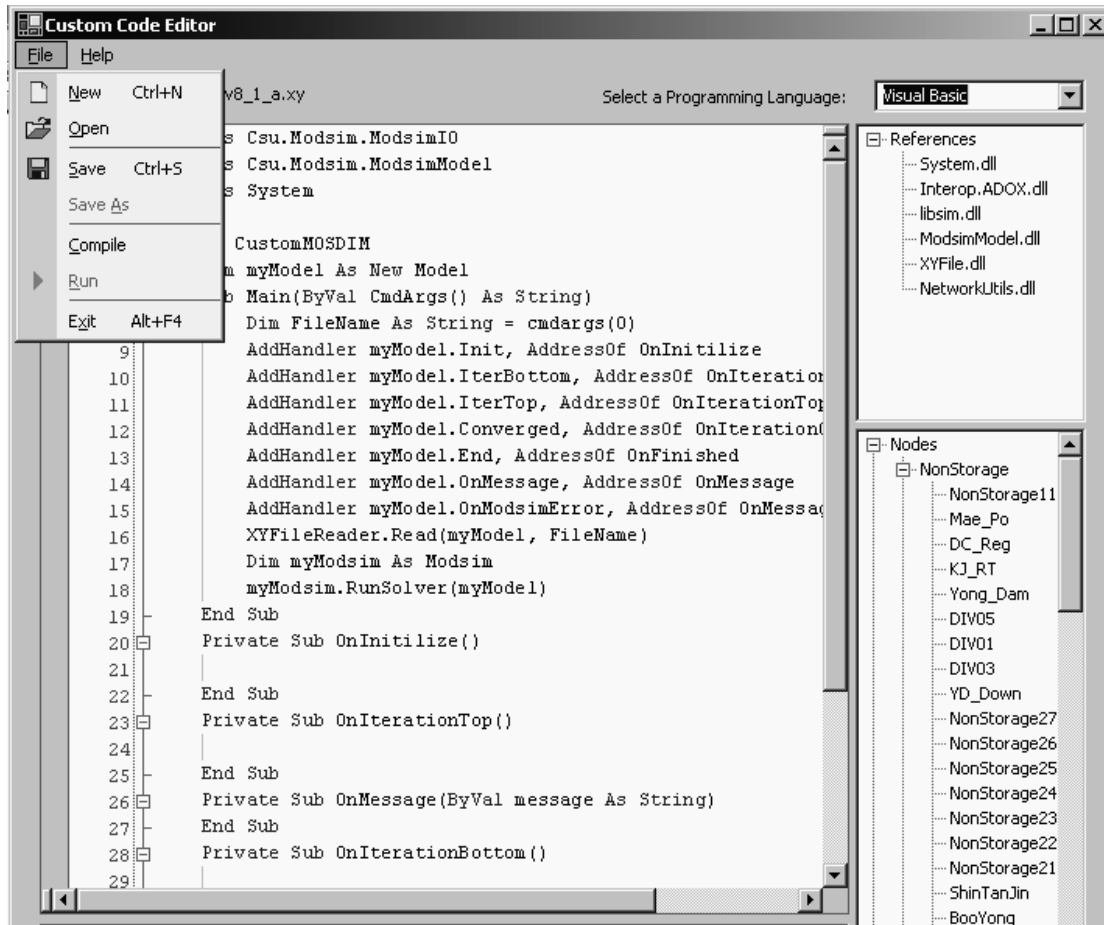 Custom Code Editor
File Help
New Ctrl+N
Open
Save Ctrl+S
Save As
Compile
Run
Exit Alt+F4
v8_1_a.xy
Select a Programming Language:
Visual Basic
s Csu.Modsim.ModsimIO
s Csu.Modsim.ModsimModel
s System
CustomMOSDIM
m myModel As New Model
b Main(ByVal CmdArgs() As String)
Dim FileName As String = cmdargs(0)
9 AddHandler myModel.Init, AddressOf OnInitilize
10 AddHandler myModel.IterBottom, AddressOf OnIteration
11 AddHandler myModel.IterTop, AddressOf OnIterationTop
12 AddHandler myModel.Converged, AddressOf OnIteration
13 AddHandler myModel.End, AddressOf OnFinished
14 AddHandler myModel.OnMessage, AddressOf OnMessage
15 AddHandler myModel.OnModsimError, AddressOf OnMessag
16 XYFileReader.Read(myModel, FileName)
17 Dim myModsim As Modsim
18 myModsim.RunSolver(myModel)
19 End Sub
20 Private Sub OnInitilize()
21
22 End Sub
23 Private Sub OnIterationTop()
24
25 End Sub
26 Private Sub OnMessage(ByVal message As String)
27 End Sub
28 Private Sub OnIterationBottom()
29
References
System.dll
Interop.ADOX.dll
libsim.dll
ModsimModel.dll
XYFile.dll
NetworkUtils.dll
Nodes
NonStorage
NonStorage11
Mae_Po
DC_Reg
KJ_RT
Yong_Dam
DIV05
DIV01
DIV03
YD_Down
NonStorage27
NonStorage26
NonStorage25
NonStorage24
NonStorage23
NonStorage22
NonStorage21
ShinTanJin
BooYong